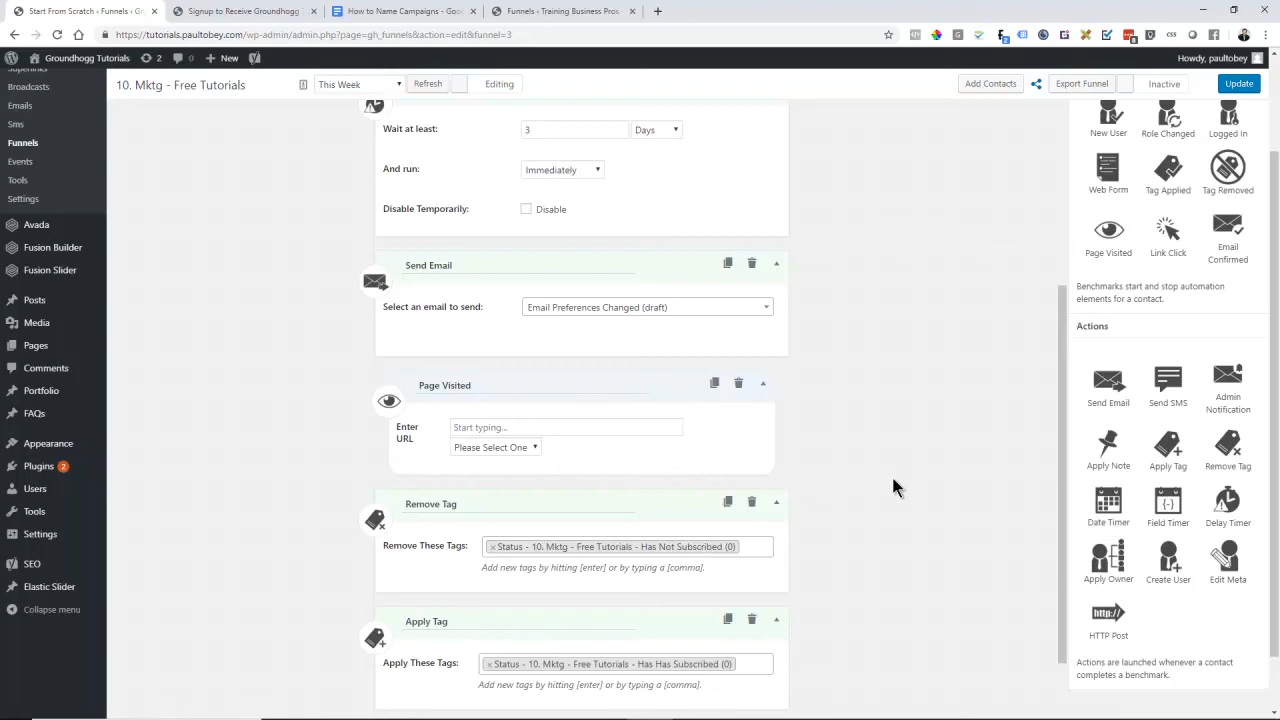 Start From Scratch ‹ Funnels ‹ Gr
Signup to Receive Groundhogg T
How to Name Campaigns - Goo
Funnels ‹ Training Business Pros
https://tutorials.paultobey.com/wp-admin/admin.php?page=gh_funnels&action=edit&funnel=3
Groundhogg Tutorials
2
0
New
Howdy, paultobey
Superlinks
Broadcasts
Emails
Sms
Funnels
Events
Tools
Settings
Avada
Fusion Builder
Fusion Slider
Posts
Media
Pages
Comments
Portfolio
FAQs
Appearance
Plugins 2
Users
Tools
Settings
SEO
Elastic Slider
Collapse menu
10. Mktg - Free Tutorials
This Week
Refresh
Editing
Add Contacts
Export Funnel
Inactive
Update
Wait at least:
3
Days
And run:
Immediately
Disable Temporarily:
Disable
Send Email
Select an email to send:
Email Preferences Changed (draft)
Page Visited
Enter
URL
Start typing...
Please Select One
Remove Tag
Remove These Tags:
× Status - 10. Mktg - Free Tutorials - Has Not Subscribed (0)
Add new tags by hitting [enter] or by typing a [comma].
Apply Tag
Apply These Tags:
× Status - 10. Mktg - Free Tutorials - Has Has Subscribed (0)
Add new tags by hitting [enter] or by typing a [comma].
New User
Role Changed
Logged In
Web Form
Tag Applied
Tag Removed
Page Visited
Link Click
Email
Confirmed
Benchmarks start and stop automation
elements for a contact.
Actions
Send Email
Send SMS
Admin
Notification
Apply Note
Apply Tag
Remove Tag
Date Timer
Field Timer
Delay Timer
Apply Owner
Create User
Edit Meta
http://
HTTP Post
Actions are launched whenever a contact
completes a benchmark.